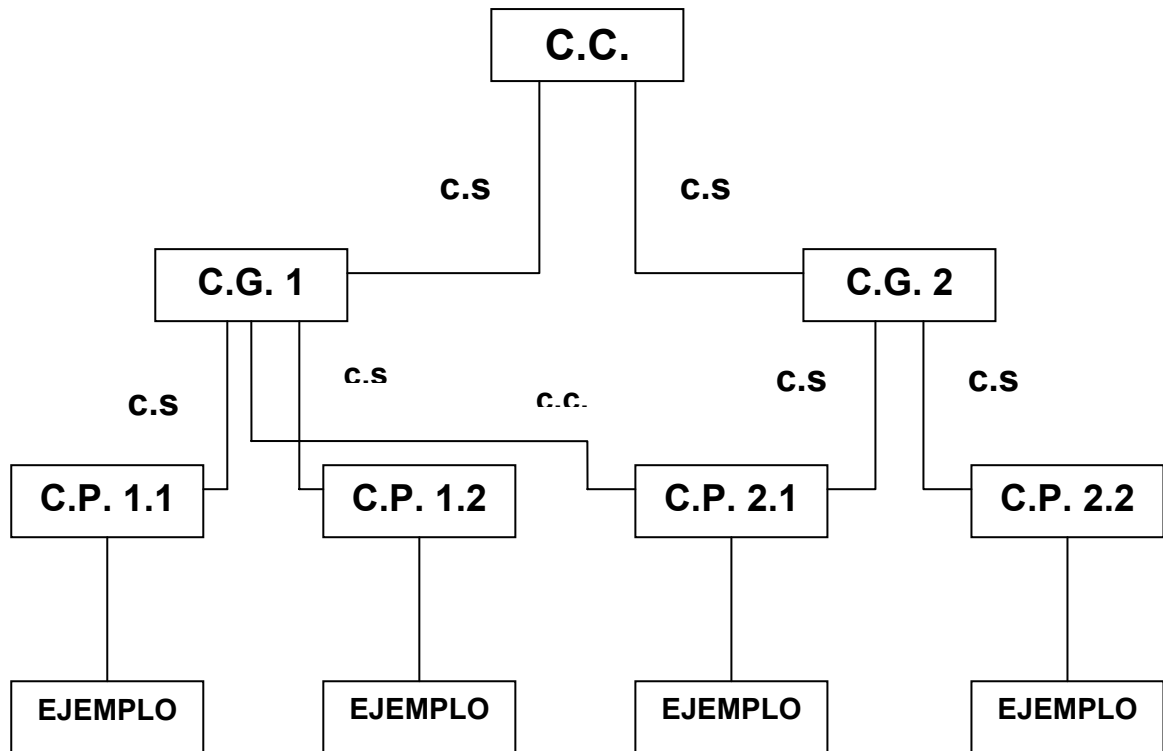 C.C.
c.s
c.s
C.G. 1
C.G. 2
c.s
c.s
c.c.
c.s
c.s
C.P. 1.1
C.P. 1.2
C.P. 2.1
C.P. 2.2
EJEMPLO
EJEMPLO
EJEMPLO
EJEMPLO